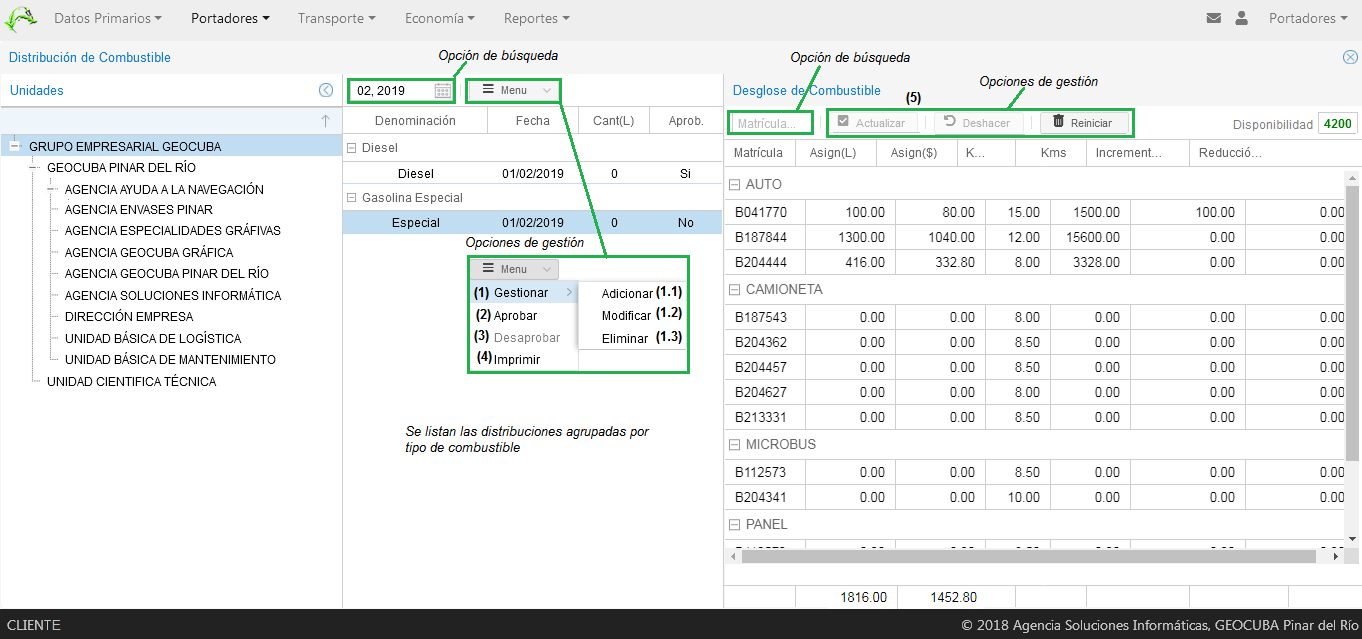 Datos Primarios Portadores Transporte Economía Reportes Portadores
Distribución de Combustible
Opción de búsqueda
Opción de búsqueda
Unidades
02, 2019
Menu
Desglose de Combustible
(5)
Opciones de gestión
Matrícula...
Actualizar
Deshacer
Reiniciar
Disponibilidad 4200
GRUPO EMPRESARIAL GEOCUBA
GEOCUBA PINAR DEL RÍO
AGENCIA AYUDA A LA NAVEGACIÓN
AGENCIA ENVASES PINAR
AGENCIA ESPECIALIDADES GRÁFIVAS
AGENCIA GEOCUBA GRÁFICA
AGENCIA GEOCUBA PINAR DEL RÍO
AGENCIA SOLUCIONES INFORMÁTICA
DIRECCIÓN EMPRESA
UNIDAD BÁSICA DE LOGÍSTICA
UNIDAD BÁSICA DE MANTENIMIENTO
UNIDAD CIENTIFICA TÉCNICA
Denominación Fecha Cant(L) Aprob.
Diesel
Diesel 01/02/2019 0 Si
Gasolina Especial
Especial 01/02/2019 0 No
Opciones de gestión
Menu
(1) Gestionar
(2) Aprobar
(3) Desaprobar
(4) Imprimir
Adicionar (1.1)
Modificar (1.2)
Eliminar (1.3)
Se listan las distribuciones agrupadas por
tipo de combustible
Matrícula Asign(L) Asign($) K... Kms Increment... Reducció...
AUTO
B041770 100.00 80.00 15.00 1500.00 100.00 0.00
B187844 1300.00 1040.00 12.00 15600.00 0.00 0.00
B204444 416.00 332.80 8.00 3328.00 0.00 0.00
CAMIONETA
B187543 0.00 0.00 8.00 0.00 0.00 0.00
B204362 0.00 0.00 8.50 0.00 0.00 0.00
B204457 0.00 0.00 8.50 0.00 0.00 0.00
B204627 0.00 0.00 8.00 0.00 0.00 0.00
B213331 0.00 0.00 8.50 0.00 0.00 0.00
MICROBUS
B112573 0.00 0.00 8.50 0.00 0.00 0.00
B204341 0.00 0.00 10.00 0.00 0.00 0.00
PANEL
1816.00 1452.80
CLIENTE
© 2018 Agencia Soluciones Informáticas, GEOCUBA Pinar del Río